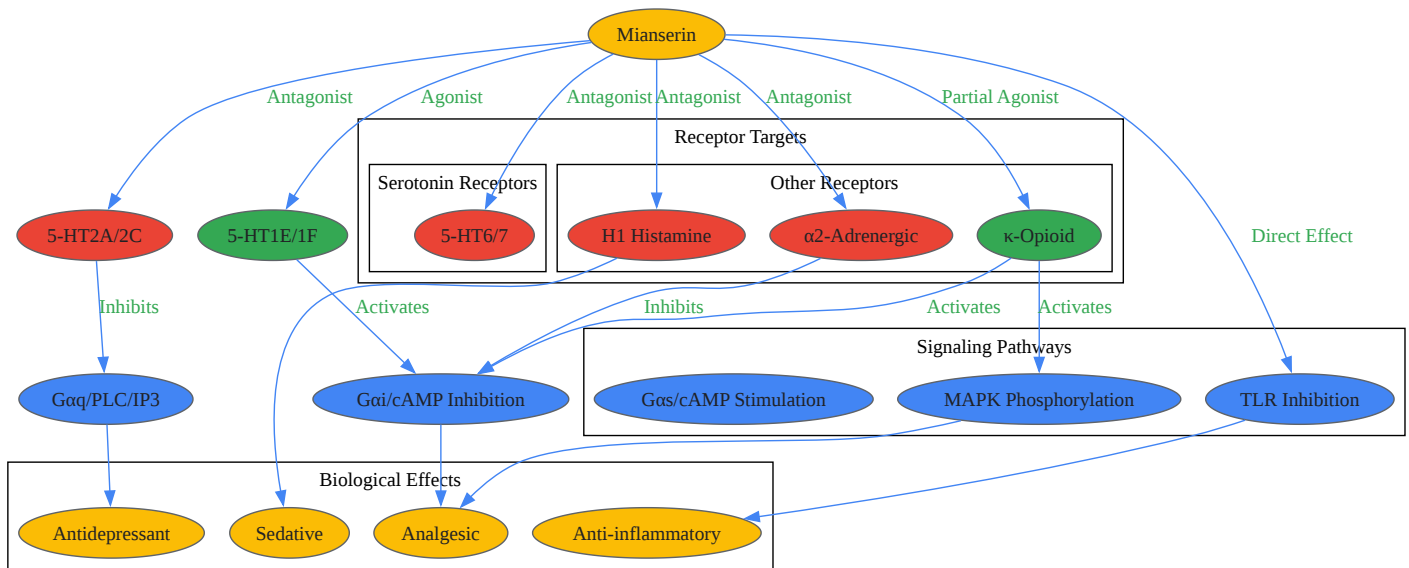 Mianserin
Antagonist
Agonist
Antagonist
Antagonist
Antagonist
Partial Agonist
Receptor Targets
Serotonin Receptors
Other Receptors
5-HT2A/2C
5-HT1E/1F
5-HT6/7
H1 Histamine
α2-Adrenergic
κ-Opioid
Direct Effect
Inhibits
Activates
Inhibits
Activates
Activates
Signaling Pathways
Gαq/PLC/IP3
Gαi/cAMP Inhibition
Gαs/cAMP Stimulation
MAPK Phosphorylation
TLR Inhibition
Biological Effects
Antidepressant
Sedative
Analgesic
Anti-inflammatory